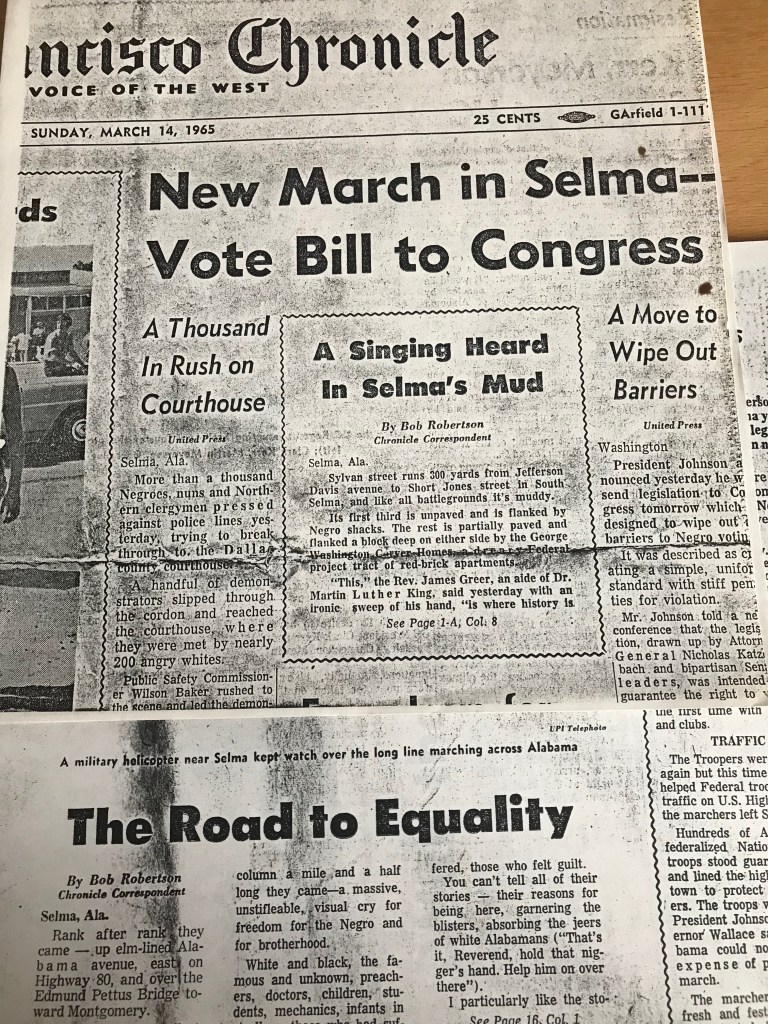 ncisco Chronicle
VOICE OF THE WEST
SUNDAY, MARCH 14, 1965
25 CENTS
GArfield 1-111
ds
New March in Selma--
Vote Bill to Congress
A Thousand
In Rush on
Courthouse
United Press
Selma, Ala.
More than a thousand
Negroes, nuns and North-
ern clergymen pressed
against police lines yes-
terday, trying to break
through to the Dallas
county courthouse.
A handful of demon-
strators slipped through
the cordon and reached
the courthouse, where
they were met by nearly
200 angry whites.
Public Safety Commission-
er Wilson Baker rushed to
the scene and led the demon-
A Singing Heard
In Selma's Mud
By Bob Robertson
Chronicle Correspondent
Selma, Ala.
Sylvan street runs 300 yards from Jefferson
Davis avenue to Short Jones street in South
Selma, and like all battlegrounds it's muddy.
Its first third is unpaved and is flanked by
Negro shacks. The rest is partially paved and
flanked a block deep on either side by the George
Washington Carver Homes, a dreary Federal
project tract of red-brick apartments.
"This," the Rev. James Greer, an aide of Dr.
Martin Luther King, said yesterday with an
ironic sweep of his hand, "is where history is
See Page 1-A, Col. 8
A Move to
Wipe Out
Barriers
United Press
Washington
President Johnson a
nounced yesterday he w
send legislation to Co
gress tomorrow which
designed to wipe out
barriers to Negro votin
It was described as cr
ating a simple, unifor
standard with stiff pen
ties for violation.
Mr. Johnson told a ne
conference that the legis
tion, drawn up by Attorn
General Nicholas Katz
bach and bipartisan Sen
leaders, was intended
guarantee the right to
UPI Telephoto
A military helicopter near Selma kept watch over the long line marching across Alabama
The Road to Equality
By Bob Robertson
Chronicle Correspondent
Selma, Ala.
Rank after rank they
came — up elm-lined Ala-
bama avenue, east on
Highway 80, and over the
Edmund Pettus Bridge to-
ward Montgomery.
column a mile and a half
long they came—a massive,
unstifleable, visual cry for
freedom for the Negro and
for brotherhood.
White and black, the fa-
mous and unknown, preach-
ers, doctors, children, stu-
dents, mechanics, infants in
fered, those who felt guilt.
You can't tell all of their
stories — their reasons for
being here, garnering the
blisters, absorbing the jeers
of white Alabamans ("That's
it, Reverend, hold that nig-
ger's hand. Help him on over
there").
I particularly like the sto-
See Page 16, Col. 1
the first time with
and clubs.
TRAFFIC
The Troopers wer
again but this time
helped Federal troo
traffic on U.S. High
the marchers left S
Hundreds of A
federalized Natio
troops stood guar
and lined the high
town to protect
ers. The troops w
President Johnso
ernor Wallace sa
bama could no
expense of p
march.
The marcher
fresh and fest